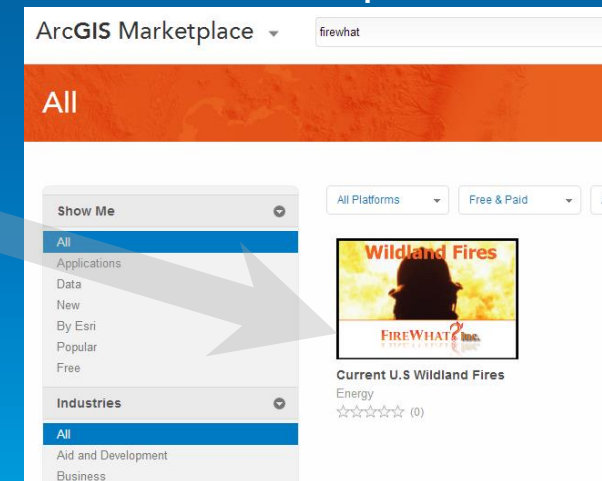 ArcGIS Marketplace
firewhat
All
Show Me
All
Applications
Data
New
By Esri
Popular
Free
Industries
All
Aid and Development
Business
All Platforms
Free & Paid
Wildland Fires
FIREWHAT? Inc.
Current U.S Wildland Fires
Energy
(0)